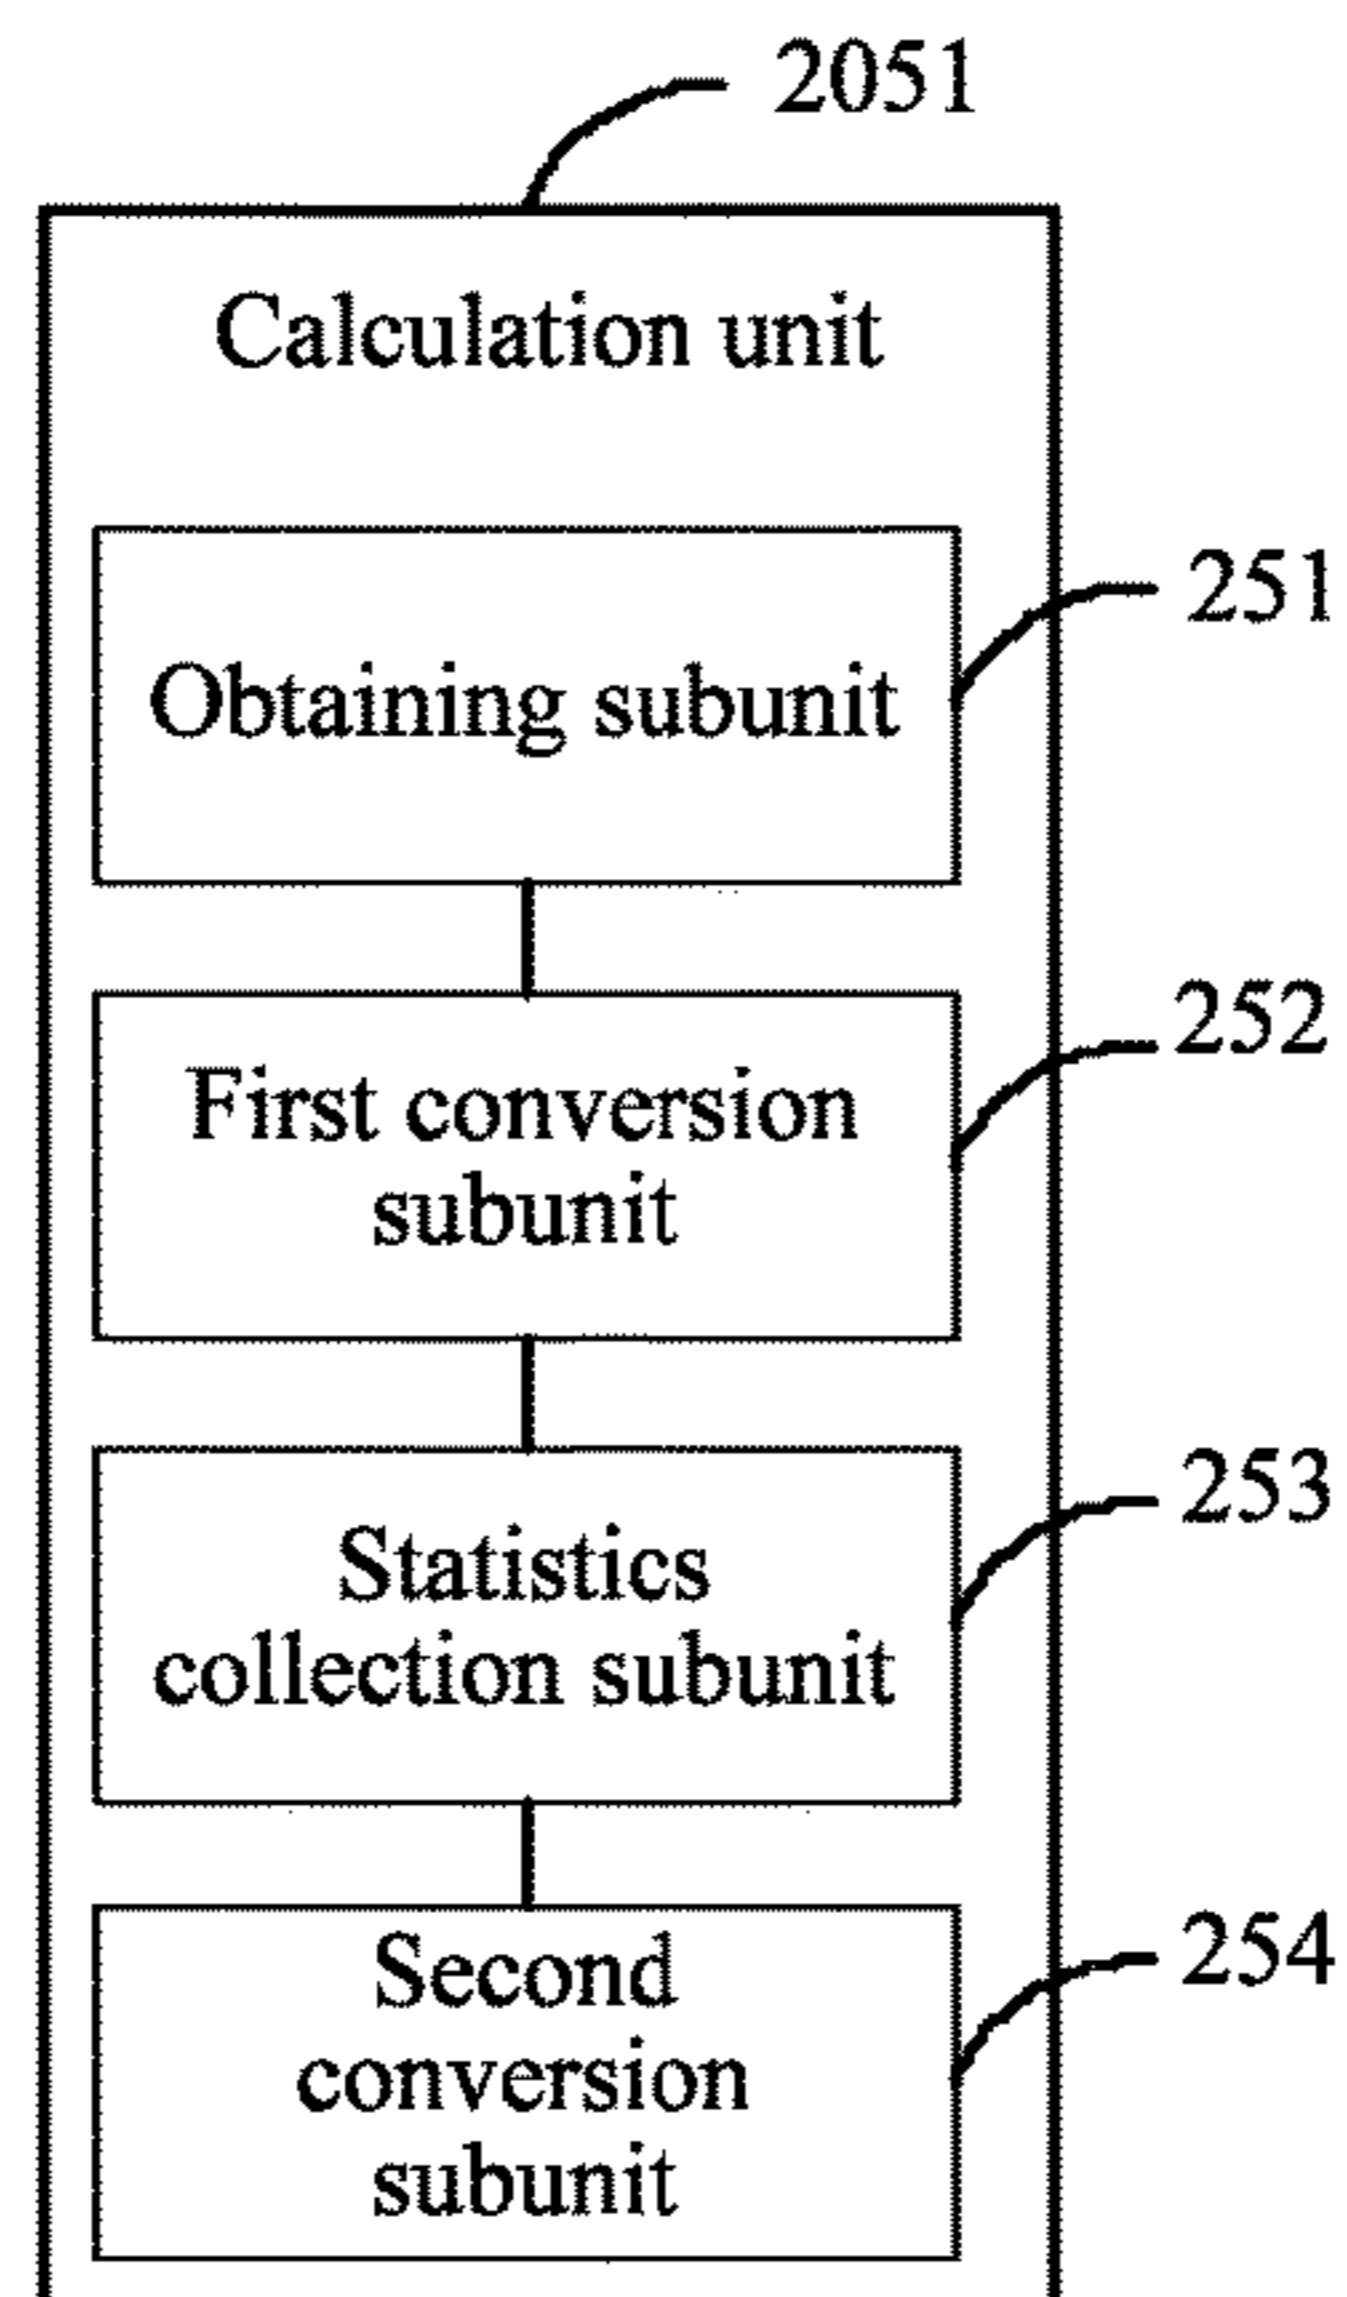 2051
Calculation unit
251
Obtaining subunit
252
First conversion
subunit
253
Statistics
collection subunit
254
Second
conversion
subunit